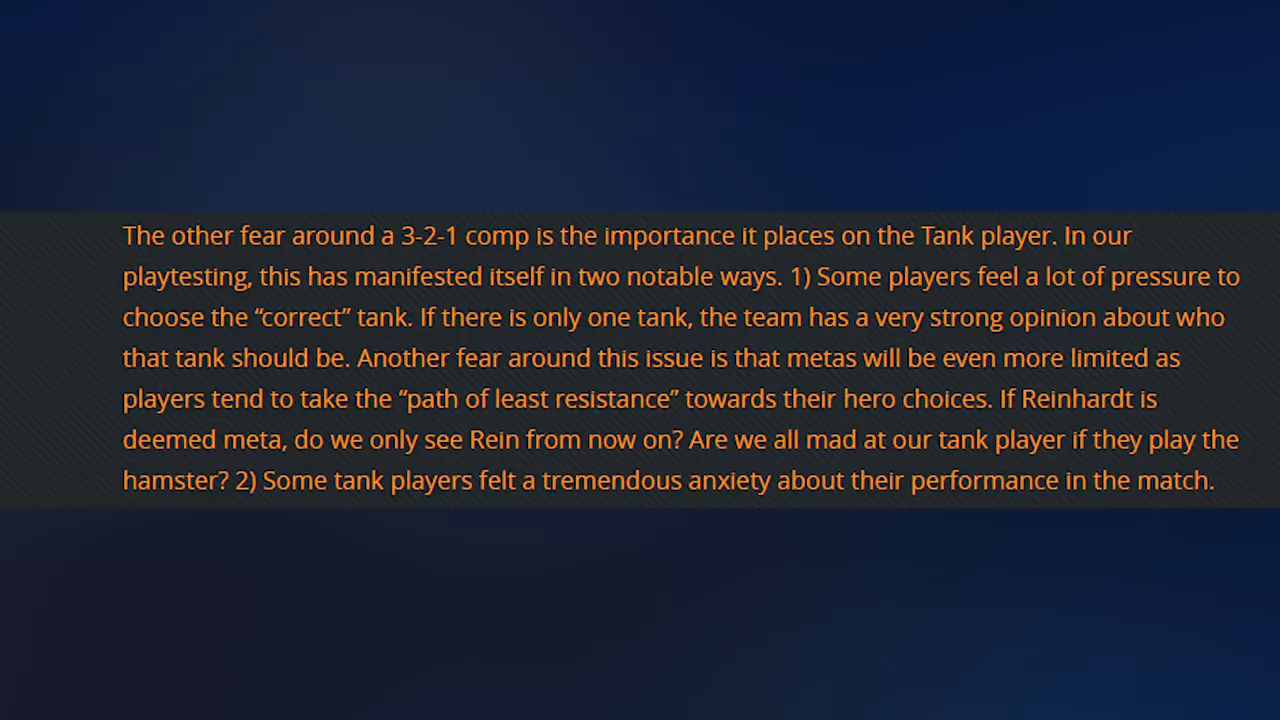 The other fear around a 3-2-1 comp is the importance it places on the Tank player. In our
playtesting, this has manifested itself in two notable ways. 1) Some players feel a lot of pressure to
choose the “correct” tank. If there is only one tank, the team has a very strong opinion about who
that tank should be. Another fear around this issue is that metas will be even more limited as
players tend to take the “path of least resistance” towards their hero choices. If Reinhardt is
deemed meta, do we only see Rein from now on? Are we all mad at our tank player if they play the
hamster? 2) Some tank players felt a tremendous anxiety about their performance in the match.